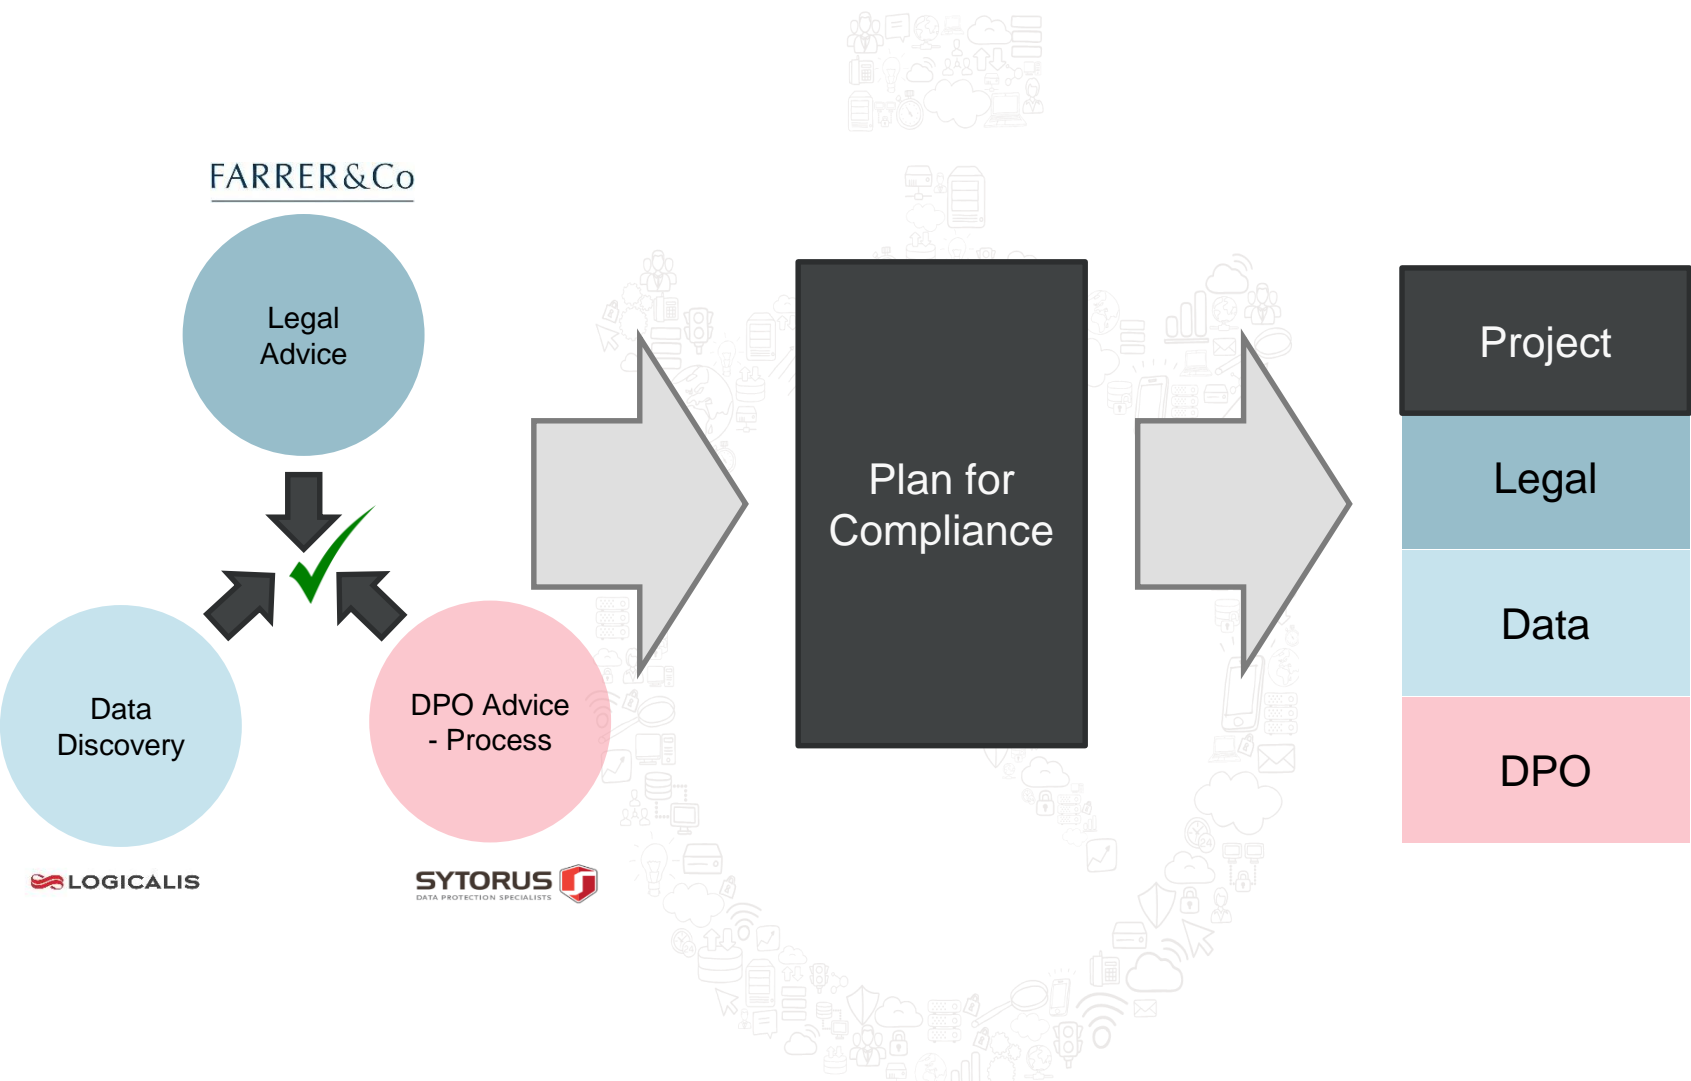 FARRER&Co
Legal
Advice
Data
Discovery
DPO Advice
- Process
LOGICALIS
SYTORUS
DATA PROTECTION SPECIALISTS
Plan for
Compliance
Project
Legal
Data
DPO